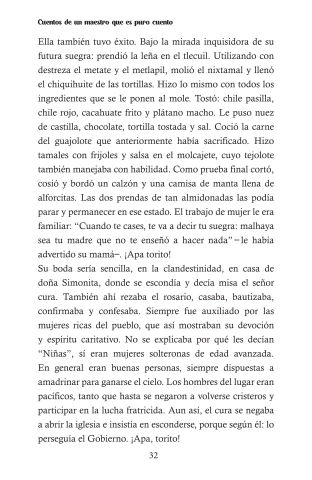 Cuentos de un maestro que es puro cuento
Ella también tuvo éxito. Bajo la mirada inquisidora de su
futura suegra: prendió la leña en el tlecuil. Utilizando con
destreza el metate y el metlapil, molió el nixtamal y llenó
el chiquihuite de las tortillas. Hizo lo mismo con todos los
ingredientes que se le ponen al mole. Tostó: chile pasilla,
chile rojo, cacahuate frito y plátano macho. Le puso nuez
de castilla, chocolate, tortilla tostada y sal. Coció la carne
del guajolote que anteriormente había sacrificado. Hizo
tamales con frijoles y salsa en el molcajete, cuyo tejolote
también manejaba con habilidad. Como prueba final cortó,
cosió y bordó un calzón y una camisa de manta llena de
alforcitas. Las dos prendas de tan almidonadas las podía
parar y permanecer en ese estado. El trabajo de mujer le era
familiar: “Cuando te cases, te va a decir tu suegra: malhaya
sea tu madre que no te enseñó a hacer nada” –le había
advertido su mamá–. ¡Apa torito!
Su boda sería sencilla, en la clandestinidad, en casa de
doña Simonita, donde se escondía y decía misa el señor
cura. También ahí rezaba el rosario, casaba, bautizaba,
confirmaba y confesaba. Siempre fue auxiliado por las
mujeres ricas del pueblo, que así mostraban su devoción
y espíritu caritativo. No se explicaba por qué les decían
“Niñas”, sí eran mujeres solteronas de edad avanzada.
En general eran buenas personas, siempre dispuestas a
amadrinar para ganarse el cielo. Los hombres del lugar eran
pacíficos, tanto que hasta se negaron a volverse cristeros y
participar en la lucha fratricida. Aun así, el cura se negaba
a abrir la iglesia e insistía en esconderse, porque según él: lo
perseguía el Gobierno. ¡Apa, torito!
32